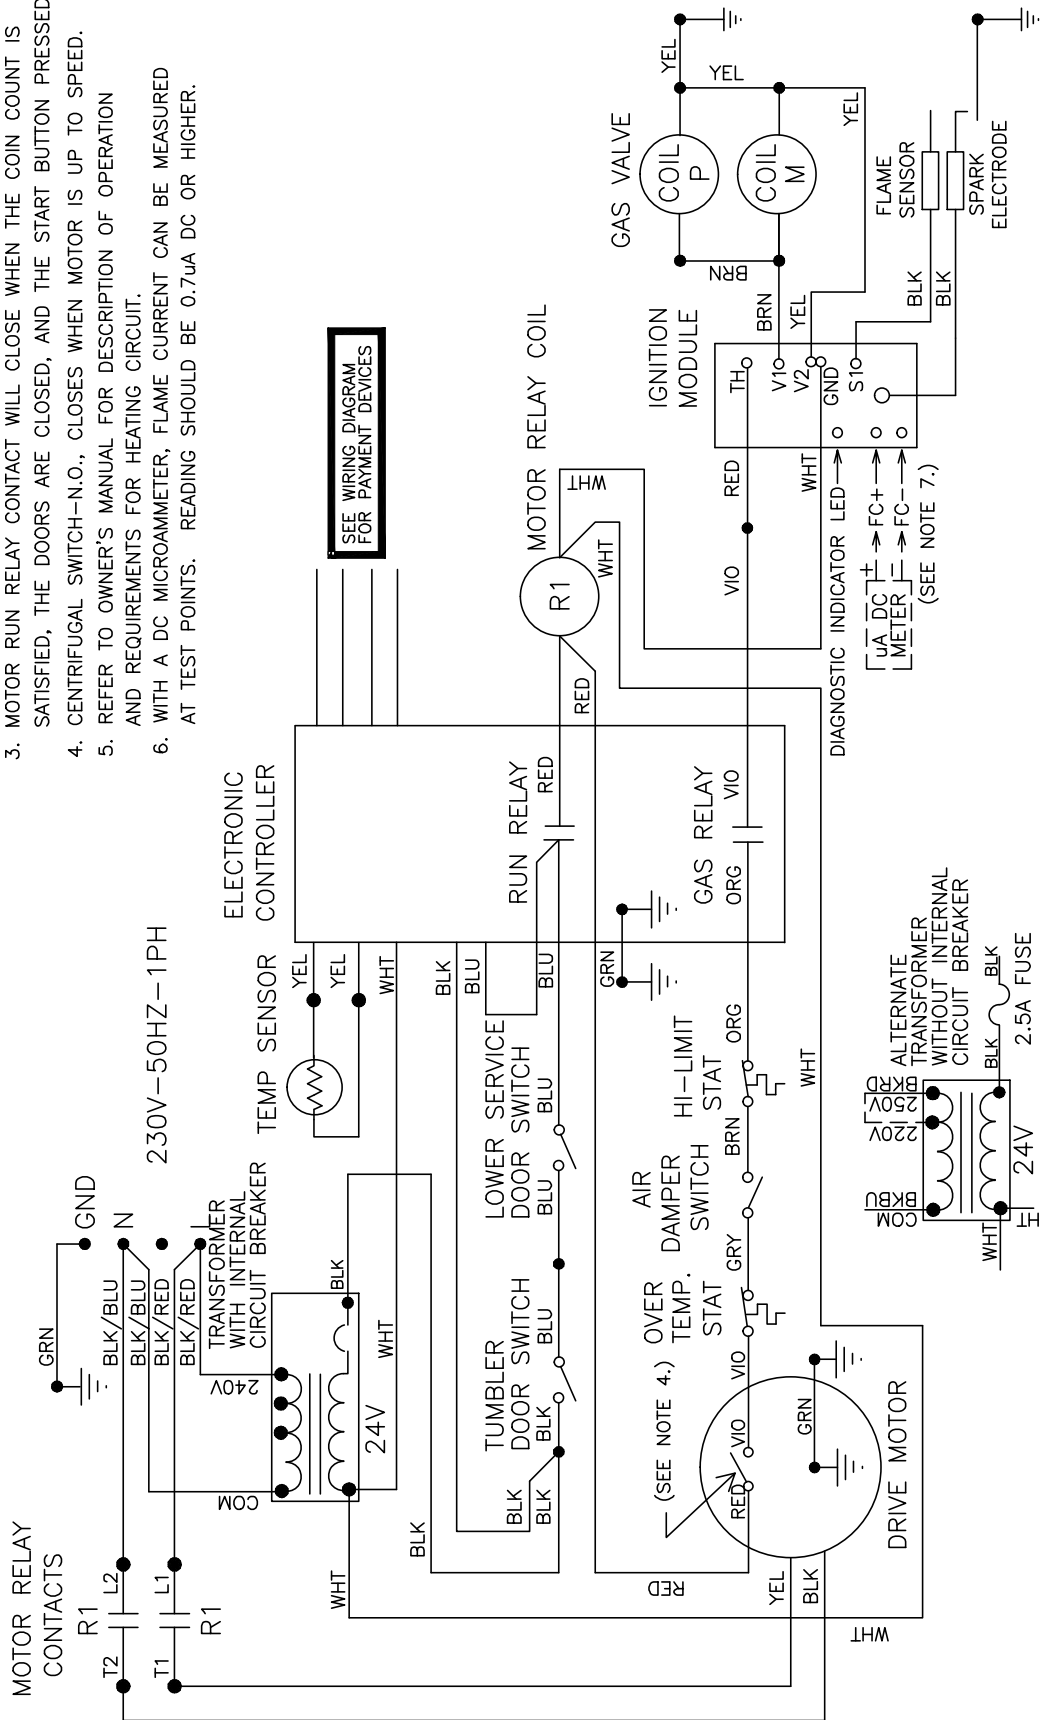 3. MOTOR RUN RELAY CONTACT WILL CLOSE WHEN THE COIN COUNT IS
SATISFIED, THE DOORS ARE CLOSED, AND THE START BUTTON PRESSED
4. CENTRIFUGAL SWITCH-N.O., CLOSES WHEN MOTOR IS UP TO SPEED.
5. REFER TO OWNER'S MANUAL FOR DESCRIPTION OF OPERATION
AND REQUIREMENTS FOR HEATING CIRCUIT.
6. WITH A DC MICROAMMETER, FLAME CURRENT CAN BE MEASURED
AT TEST POINTS. READING SHOULD BE 0.7uA DC OR HIGHER.
MOTOR RELAY
CONTACTS
R1
T2
L2
T1
L1
R1
GRN
GND
N
L
BLK/BLU
BLK/BLU
BLK/RED
BLK/RED
230V-50HZ-1PH
TRANSFORMER
WITH INTERNAL
CIRCUIT BREAKER
COM
240V
24V
BLK
WHT
WHT
BLK
TEMP SENSOR
YEL
YEL
WHT
BLK
BLU
BLU
ELECTRONIC
CONTROLLER
SEE WIRING DIAGRAM
FOR PAYMENT DEVICES
TUMBLER
DOOR SWITCH
BLK
BLK
BLK
BLU
LOWER SERVICE
DOOR SWITCH
BLU
BLU
RUN RELAY
RED
RED
MOTOR RELAY COIL
R1
WHT
WHT
GRN
GAS RELAY
ORG
VIO
VIO
RED
(SEE NOTE 4.)
OVER
TEMP.
STAT
AIR
DAMPER
SWITCH
HI-LIMIT
STAT
RED
VIO
VIO
GRY
BRN
ORG
RED
WHT
GRN
DRIVE MOTOR
YEL
BLK
WHT
IGNITION
MODULE
TH
V1
V2
GND
S1
WHT
DIAGNOSTIC INDICATOR LED
uA DC
METER
+
−
FC+
FC−
(SEE NOTE 7.)
GAS VALVE
COIL
P
COIL
M
BRN
BRN
YEL
YEL
YEL
YEL
FLAME
SENSOR
SPARK
ELECTRODE
BLK
BLK
ALTERNATE
TRANSFORMER
WITHOUT INTERNAL
CIRCUIT BREAKER
COM
BKBU
220V
250V
BKRD
24V
WHT
HT
BLK
BLK
2.5A FUSE